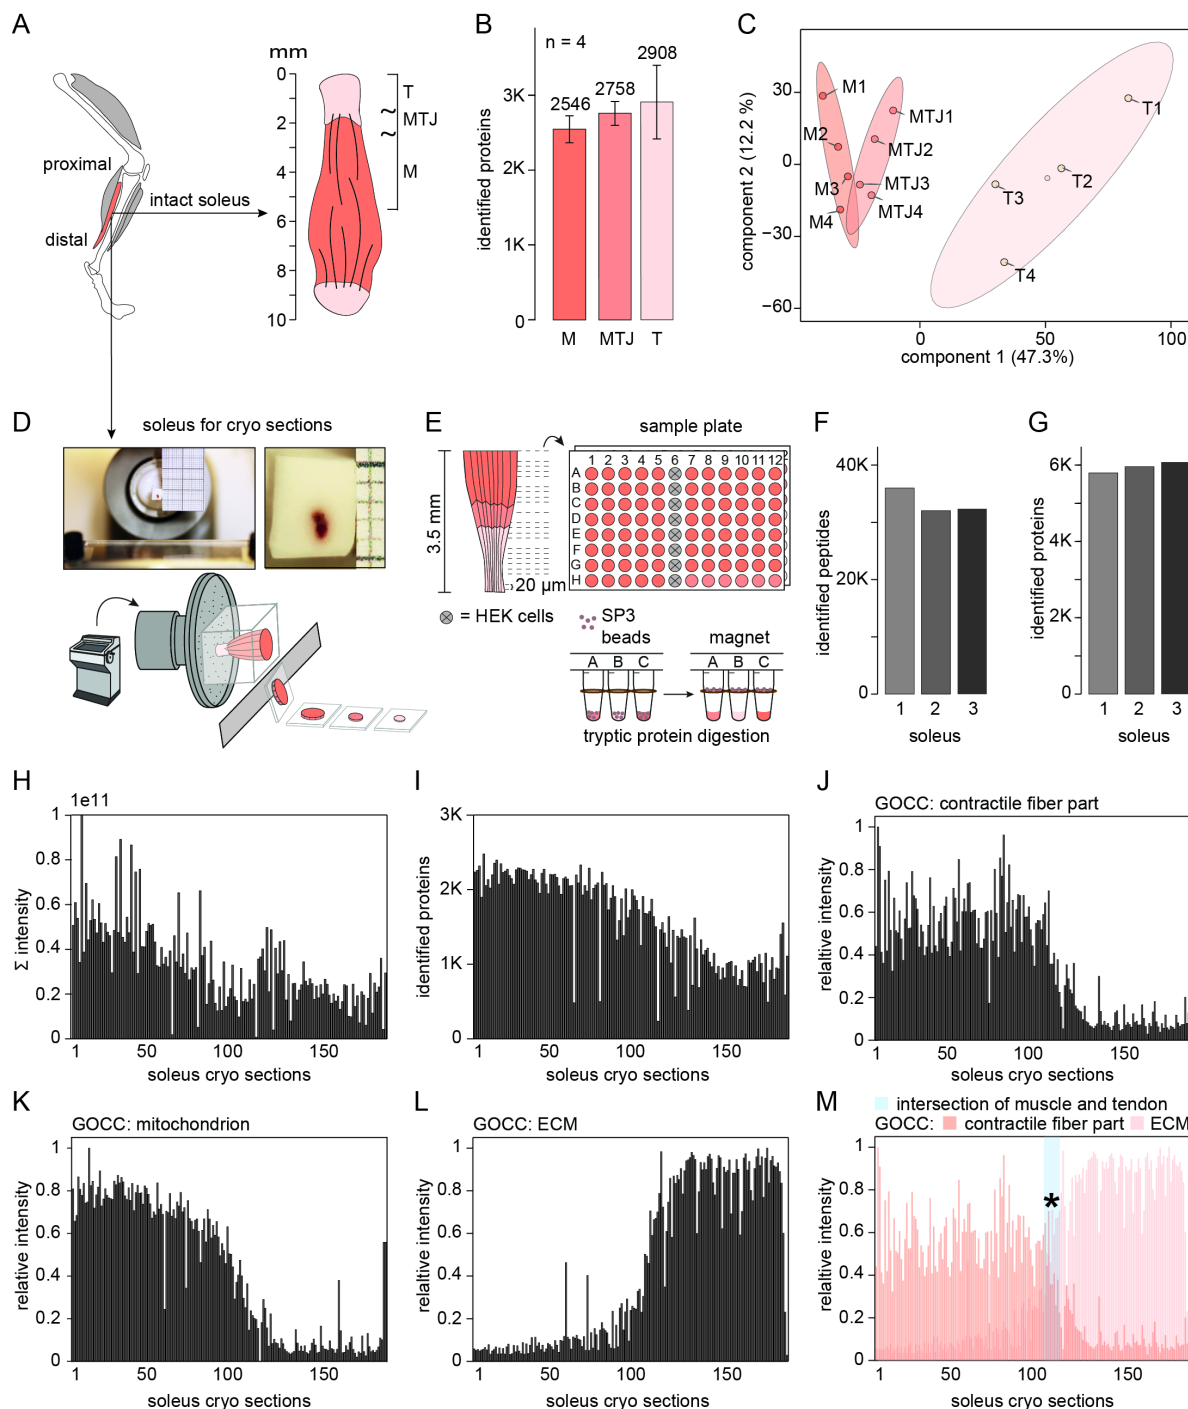 A
mm
0
2
4
6
8
10
T
MTJ
M
proximal
distal
intact soleus
B
n = 4
identified proteins
3K
2K
1K
0
2546
2758
2908
M
MTJ
T
C
component 2 (12.2 %)
30
0
−30
−60
M1
M2
M3
M4
MTJ1
MTJ2
MTJ3
MTJ4
T1
T2
T3
T4
0
50
100
component 1 (47.3%)
D
soleus for cryo sections
E
sample plate
1 2 3 4 5 6 7 8 9 10 11 12
A
B
C
D
E
F
G
H
3.5 mm
20 µm
= HEK cells
SP3
beads
magnet
A B C
A B C
tryptic protein digestion
F
identified peptides
40K
20K
0
1 2 3
soleus
G
identified proteins
6K
4K
2K
0
1 2 3
soleus
H
1e11
Σ intensity
1
0.8
0.6
0.4
0.2
0
1 50 100 150
soleus cryo sections
I
identified proteins
3K
2K
1K
0
1 50 100 150
soleus cryo sections
J
GOCC: contractile fiber part
relaltive intensity
1
0.8
0.6
0.4
0.2
0
1 50 100 150
soleus cryo sections
K
GOCC: mitochondrion
relaltive intensity
1
0.8
0.6
0.4
0.2
0
1 50 100 150
soleus cryo sections
L
GOCC: ECM
relaltive intensity
1
0.8
0.6
0.4
0.2
0
1 50 100 150
soleus cryo sections
M
intersection of muscle and tendon
GOCC: contractile fiber part ECM
relaltive intensity
1
0.8
0.6
0.4
0.2
0
*
1 50 100 150
soleus cryo sections